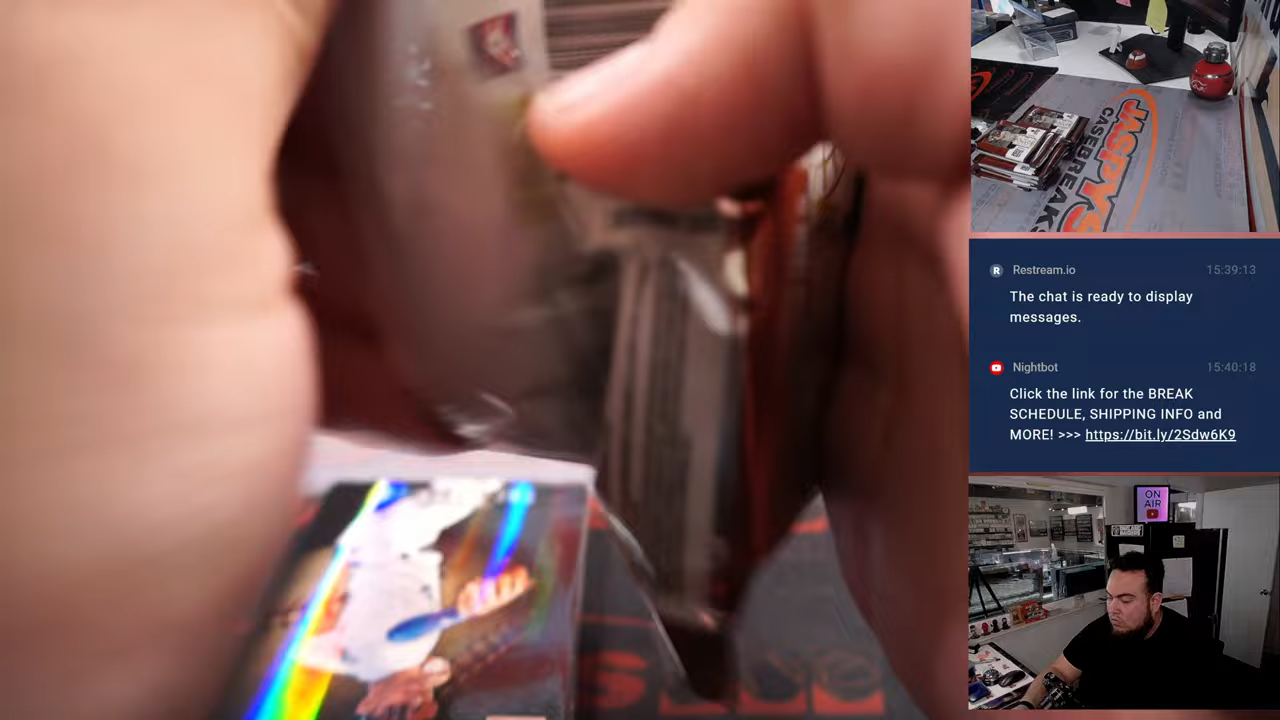 JASPYS
CASEBREAKS
Restream.io 15:39:13
The chat is ready to display
messages.
Nightbot 15:40:18
Click the link for the BREAK
SCHEDULE, SHIPPING INFO and
MORE! >>> https://bit.ly/2Sdw6K9
ON
AIR